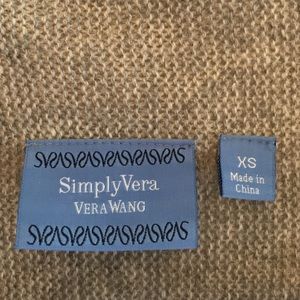 SimplyVera
VERA WANG
XS
Made in
China